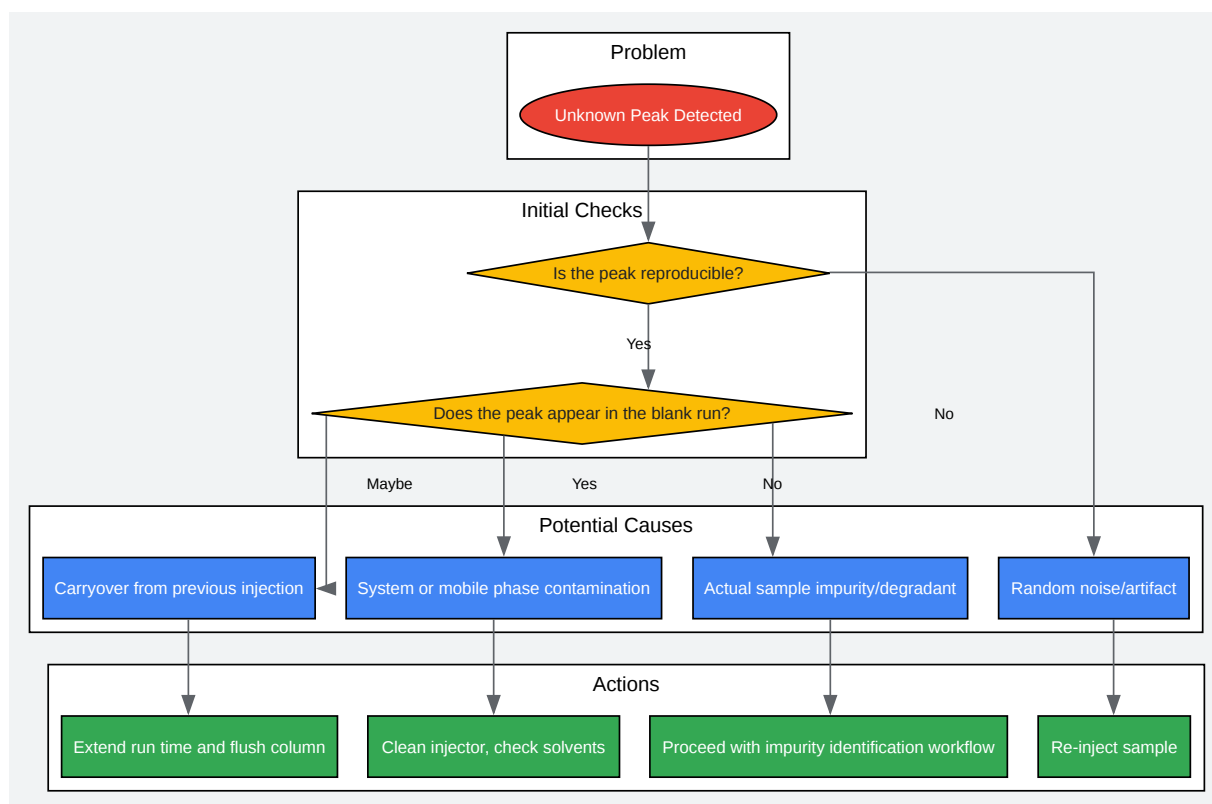 Problem
Unknown Peak Detected
Initial Checks
Is the peak reproducible?
Yes
Does the peak appear in the blank run?
No
Maybe
Yes
No
Potential Causes
Carryover from previous injection
System or mobile phase contamination
Actual sample impurity/degradant
Random noise/artifact
Actions
Extend run time and flush column
Clean injector, check solvents
Proceed with impurity identification workflow
Re-inject sample